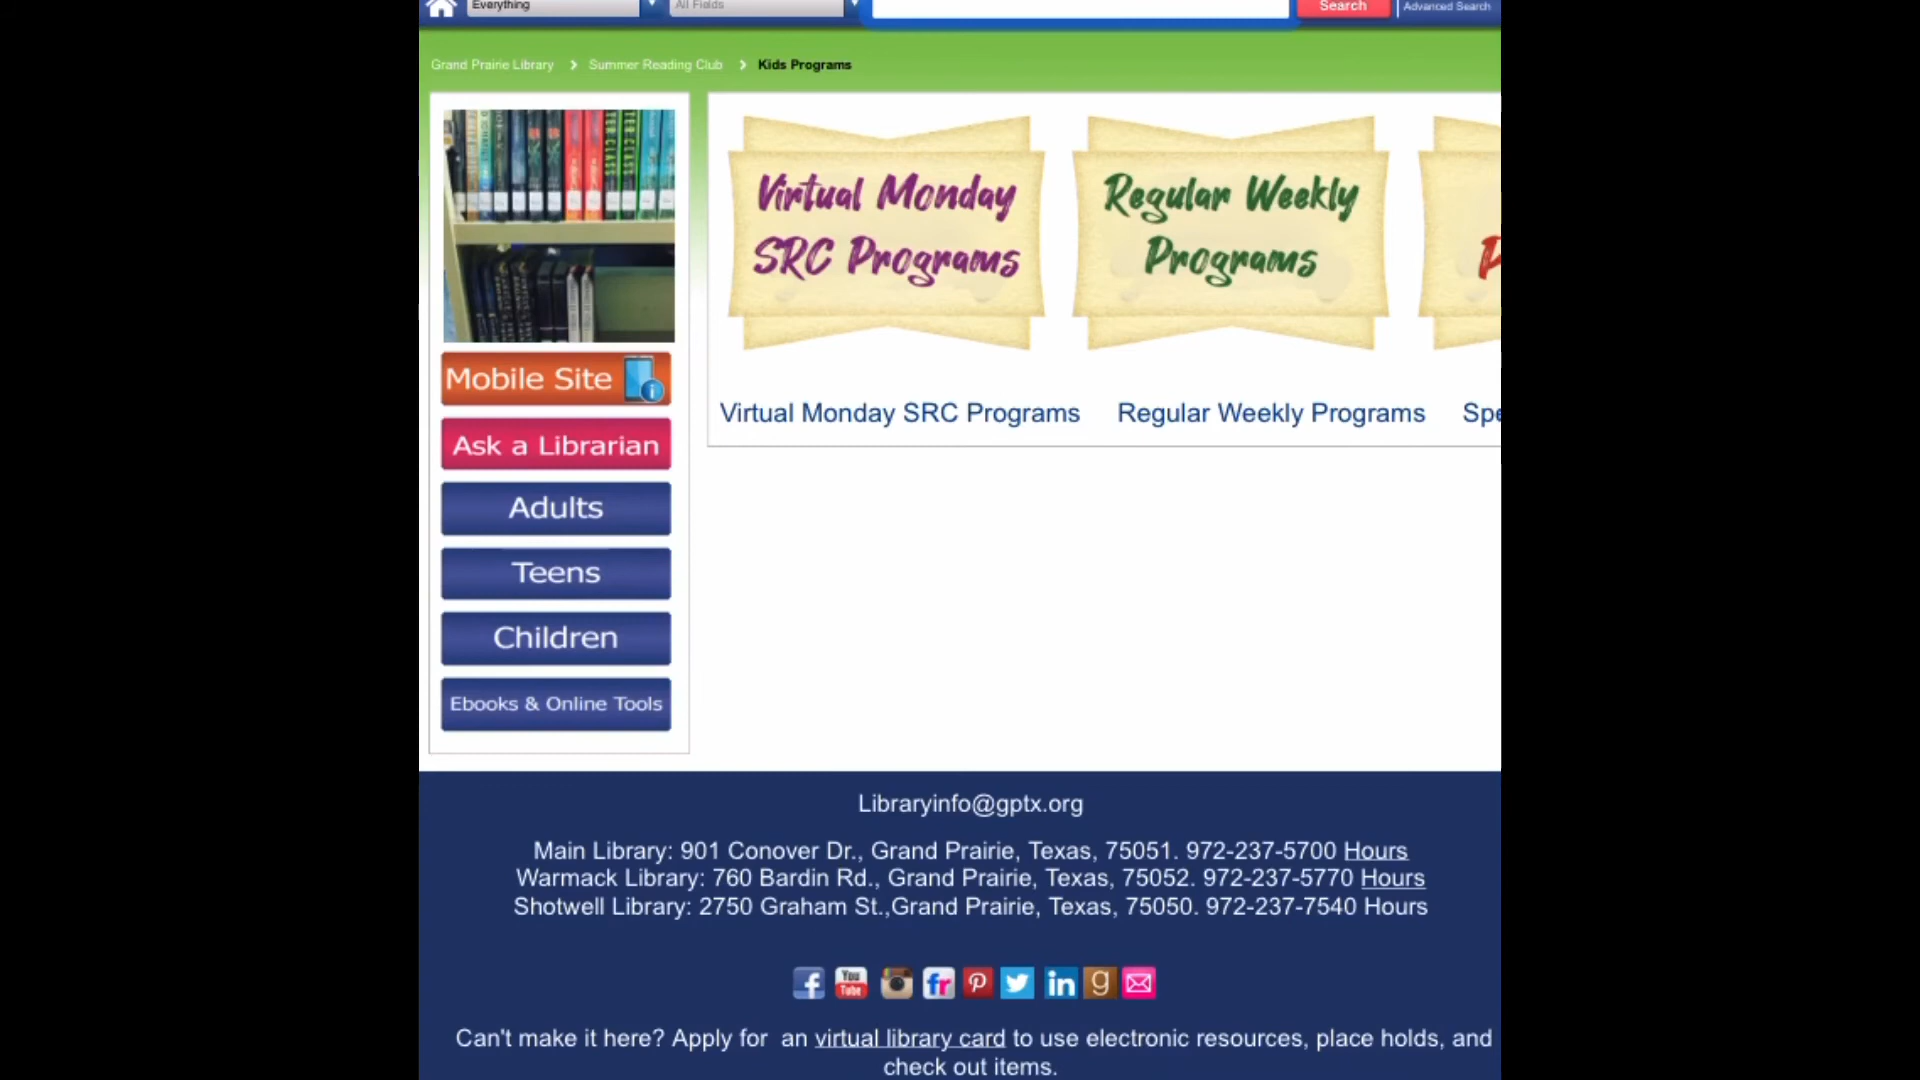 Everything
All Fields
Search
Advanced Search
Grand Prairie Library
Summer Reading Club
Kids Programs
Virtual Monday
SRC Programs
Regular Weekly
Programs
Virtual Monday SRC Programs
Regular Weekly Programs
Spe
Mobile Site
Ask a Librarian
Adults
Teens
Children
Ebooks & Online Tools
Libraryinfo@gptx.org
Main Library: 901 Conover Dr., Grand Prairie, Texas, 75051. 972-237-5700 Hours
Warmack Library: 760 Bardin Rd., Grand Prairie, Texas, 75052. 972-237-5770 Hours
Shotwell Library: 2750 Graham St.,Grand Prairie, Texas, 75050. 972-237-7540 Hours
You
Tube
Can't make it here? Apply for  an virtual library card to use electronic resources, place holds, and
check out items.